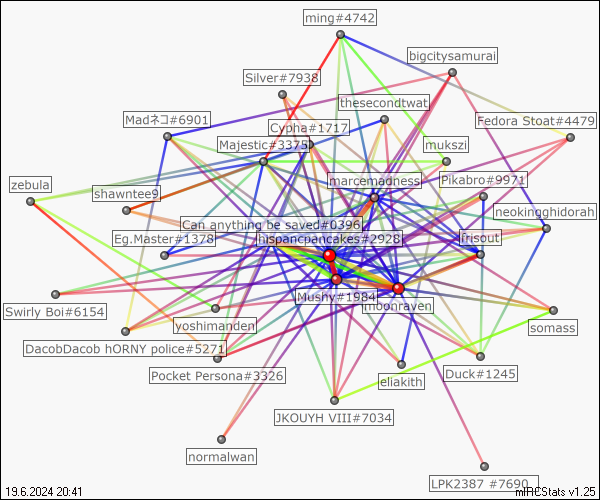 ming#4742
bigcitysamurai
Silver#7938
thesecondtwat
Madネコ#6901
Fedora Stoat#4479
Cypha#1717
Majestic#3375
mukszi
marcemadness
Pikabro#9971
zebula
shawntee9
neokingghidorah
Can anything be saved#0396
Eg.Master#1378
hispancpancakes#2928
frisout
Mushy#1984
imoonraven
Swirly Boi#6154
yoshimanden
somass
DacobDacob hORNY police#5271
Pocket Persona#3326
eliakith
Duck#1245
JKOUYH VIII#7034
normalwan
LPK2387 #7690
19.6.2024 20:41
mIRCStats v1.25